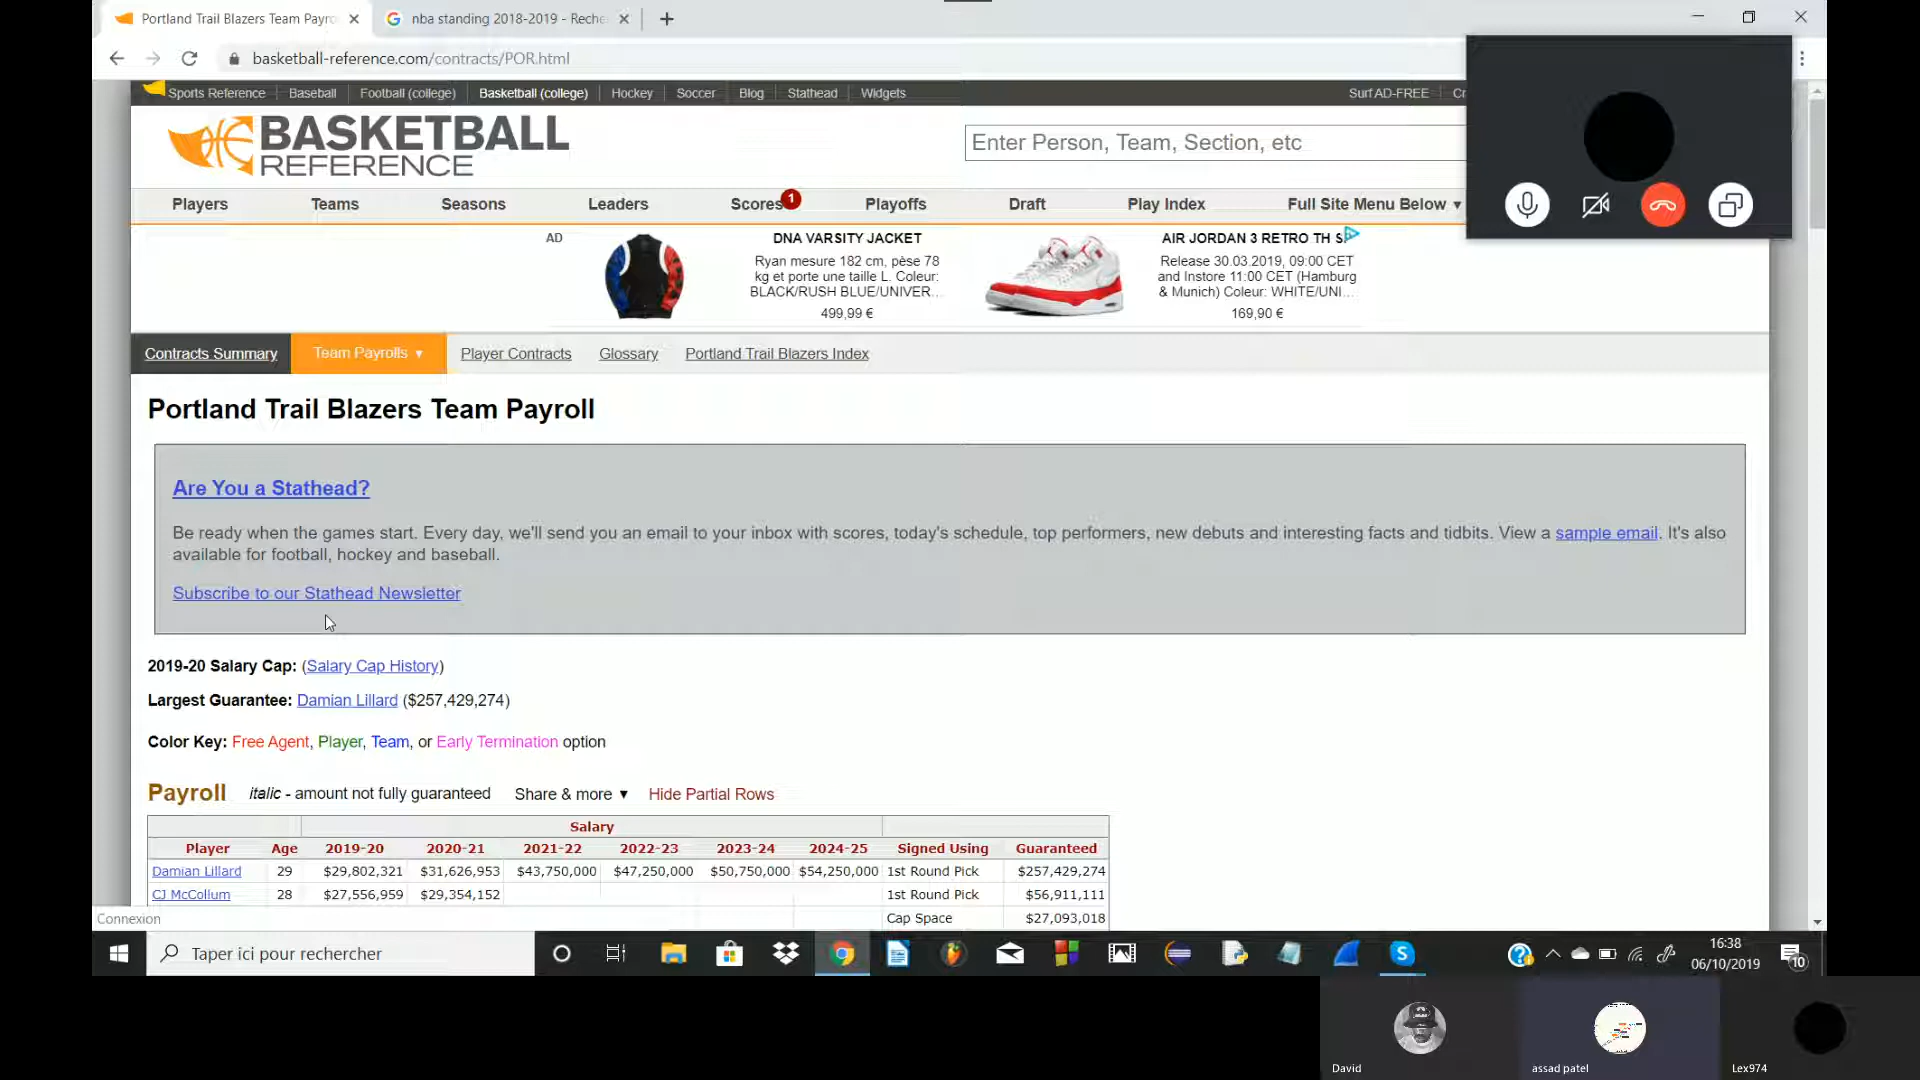 Portland Trail Blazers Team Payro
nba standing 2018-2019 - Reche
basketball-reference.com/contracts/POR.html
Sports Reference Baseball Football (college) Basketball (college) Hockey Soccer Blog Stathead Widgets Surf AD-FREE Cr
BASKETBALL
REFERENCE
Enter Person, Team, Section, etc
Players Teams Seasons Leaders Scores 1 Playoffs Draft Play Index Full Site Menu Below ▼
AD
DNA VARSITY JACKET
Ryan mesure 182 cm, pèse 78
kg et porte une taille L. Coleur:
BLACK/RUSH BLUE/UNIVER...
499,99 €
AIR JORDAN 3 RETRO TH S
Release 30.03.2019, 09:00 CET
and Instore 11:00 CET (Hamburg
& Munich) Coleur: WHITE/UNI...
169,90 €
Contracts Summary Team Payrolls ▼ Player Contracts Glossary Portland Trail Blazers Index
Portland Trail Blazers Team Payroll
Are You a Stathead?
Be ready when the games start. Every day, we'll send you an email to your inbox with scores, today's schedule, top performers, new debuts and interesting facts and tidbits. View a sample email. It's also
available for football, hockey and baseball.
Subscribe to our Stathead Newsletter
2019-20 Salary Cap: (Salary Cap History)
Largest Guarantee: Damian Lillard ($257,429,274)
Color Key: Free Agent, Player, Team, or Early Termination option
Payroll italic - amount not fully guaranteed Share & more ▼ Hide Partial Rows
Salary
Player Age 2019-20 2020-21 2021-22 2022-23 2023-24 2024-25 Signed Using Guaranteed
Damian Lillard 29 $29,802,321 $31,626,953 $43,750,000 $47,250,000 $50,750,000 $54,250,000 1st Round Pick $257,429,274
CJ McCollum 28 $27,556,959 $29,354,152 1st Round Pick $56,911,111
Cap Space $27,093,018
Connexion
Taper ici pour rechercher
16:38
06/10/2019
10
David
assad patel
Lex974